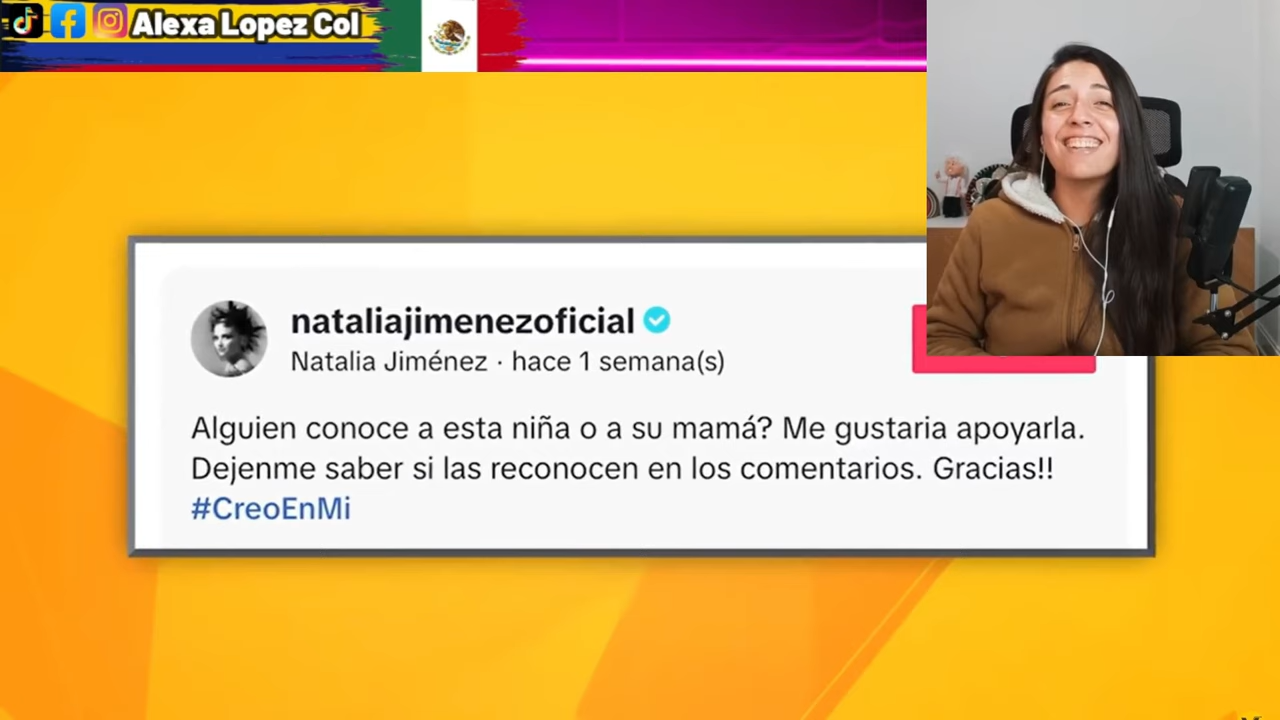 Alexa Lopez Col
nataliajimenezoficial
Natalia Jiménez · hace 1 semana(s)
Alguien conoce a esta niña o a su mamá? Me gustaria apoyarla.
Dejenme saber si las reconocen en los comentarios. Gracias!!
#CreoEnMi